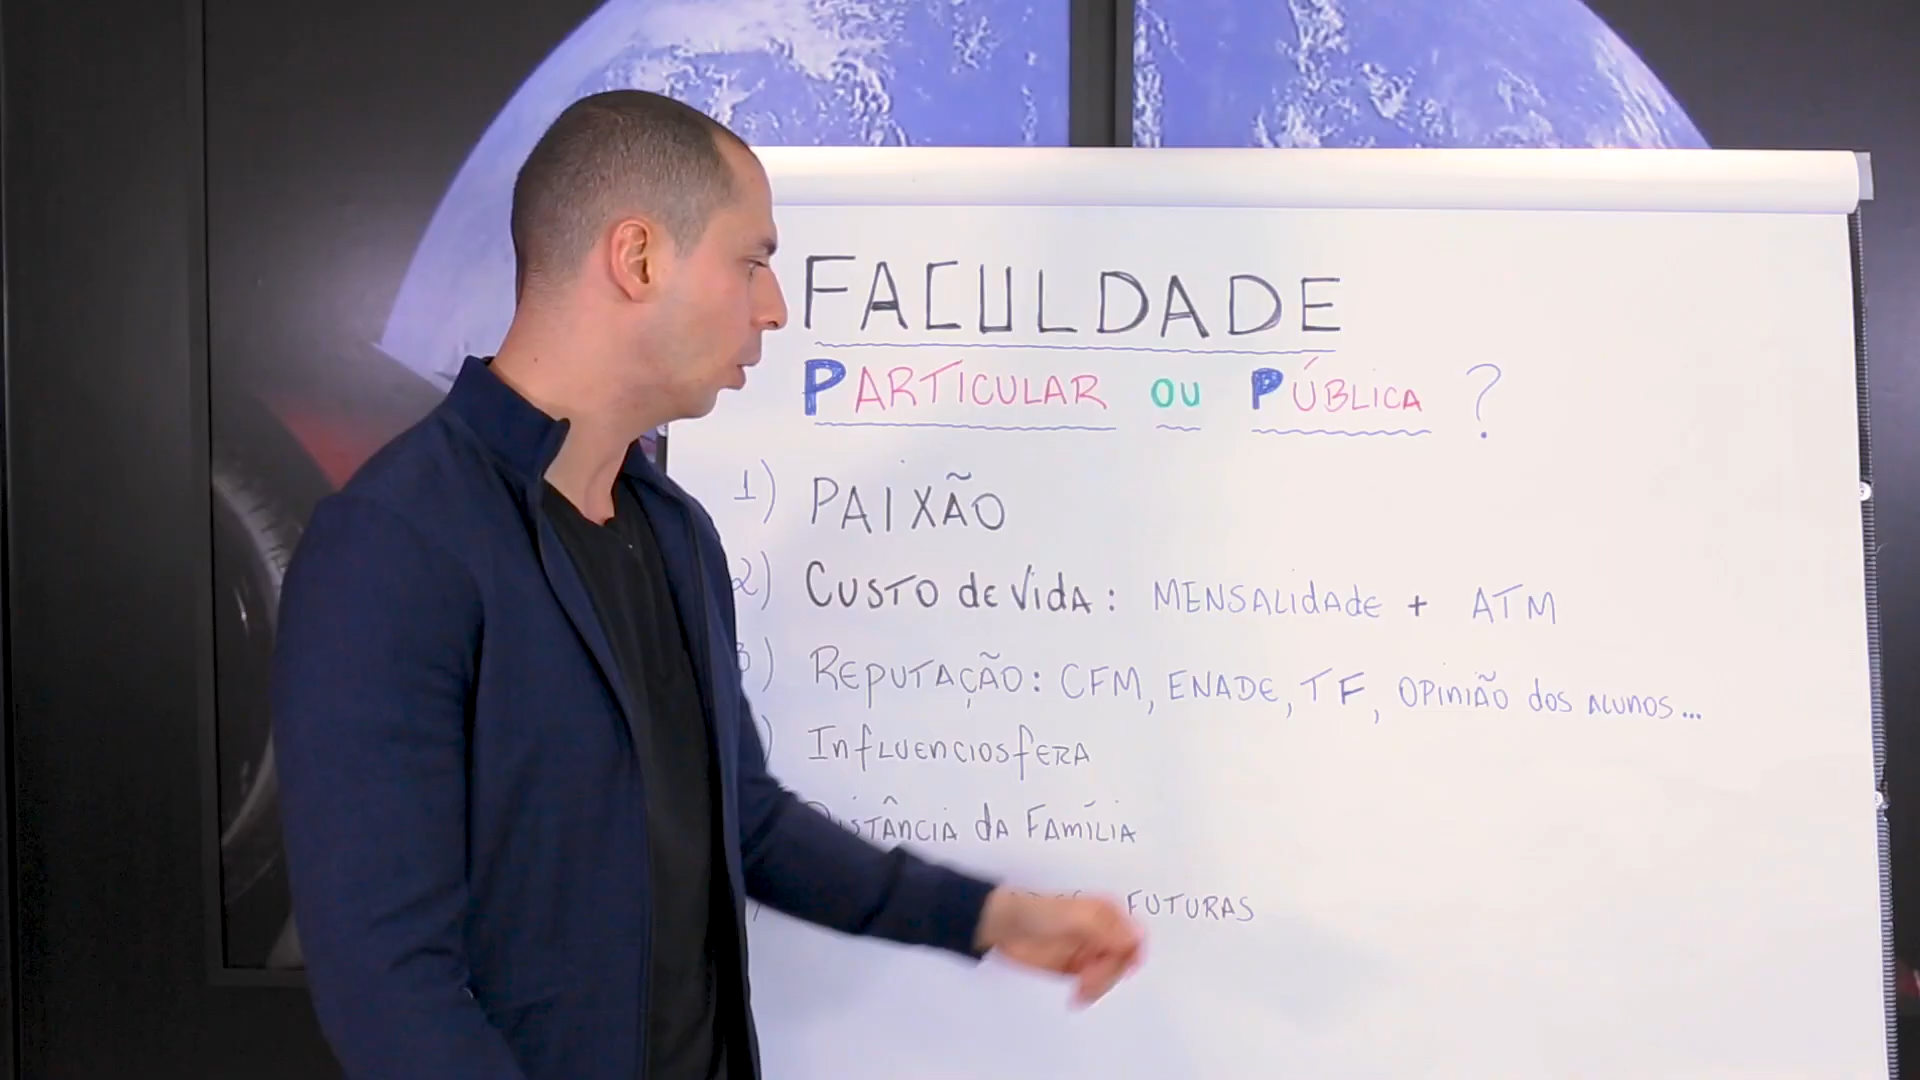 FACULDADE
PARTICULAR OU PÚBLICA ?
1) PAIXÃO
2) CUSTO de Vida: MENSALIdAde + ATM
3) REPUTAÇÃO: CFM, ENADE, TF, OPINIÃO dos ALUNOS...
) InfLUENCIOSfERA
DISTÂNCIA dA FAMÍLIA
FUTURAS